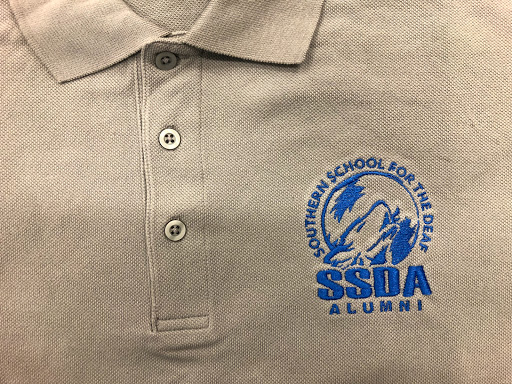 SOUTHERN SCHOOL FOR THE DEAF
SSDA
ALUMNI